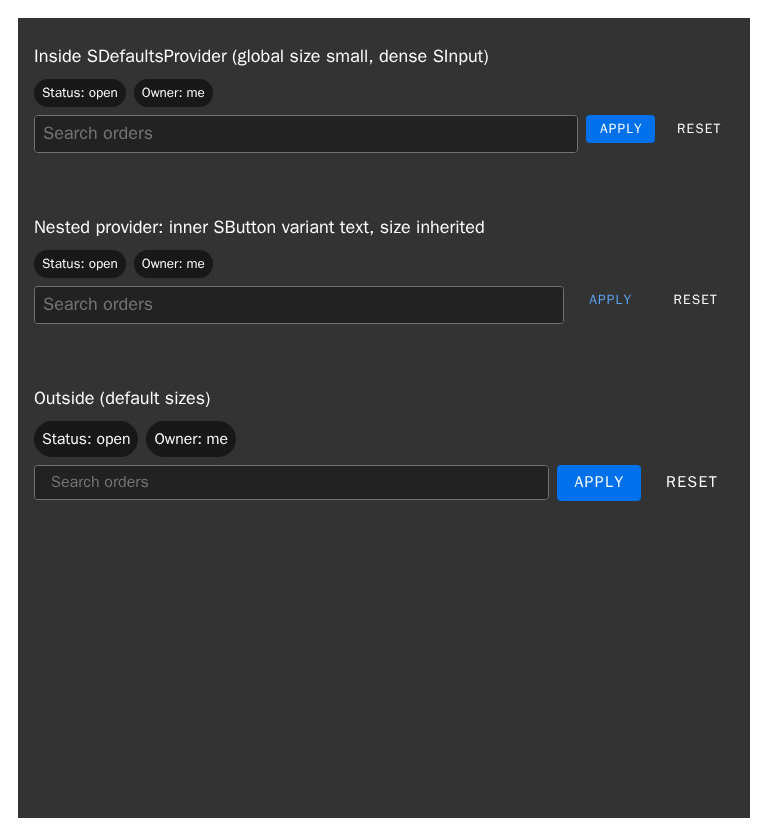 Inside SDefaultsProvider (global size small, dense SInput)
Status: open Owner: me
Search orders APPLY RESET
Nested provider: inner SButton variant text, size inherited
Status: open Owner: me
Search orders APPLY RESET
Outside (default sizes)
Status: open Owner: me
Search orders APPLY RESET